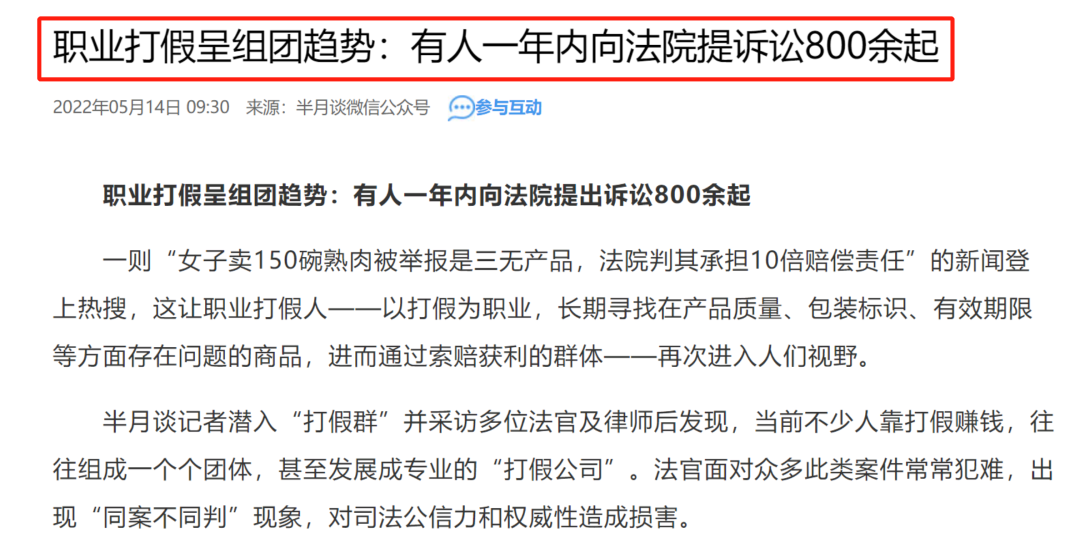 职业打假呈组团趋势：有人一年内向法院提诉讼800余起
2022年05月14日 09:30 来源：半月谈微信公众号 参与互动
职业打假呈组团趋势：有人一年内向法院提出诉讼800余起
一则“女子卖150碗熟肉被举报是三无产品，法院判其承担10倍赔偿责任”的新闻登
上热搜，这让职业打假人——以打假为职业，长期寻找在产品质量、包装标识、有效期限
等方面存在问题的商品，进而通过索赔获利的群体——再次进入人们视野。
半月谈记者潜入“打假群”并采访多位法官及律师后发现，当前不少人靠打假赚钱，往
往组成一个个团体，甚至发展成专业的“打假公司”。法官面对众多此类案件常常犯难，出
现“同案不同判”现象，对司法公信力和权威性造成损害。